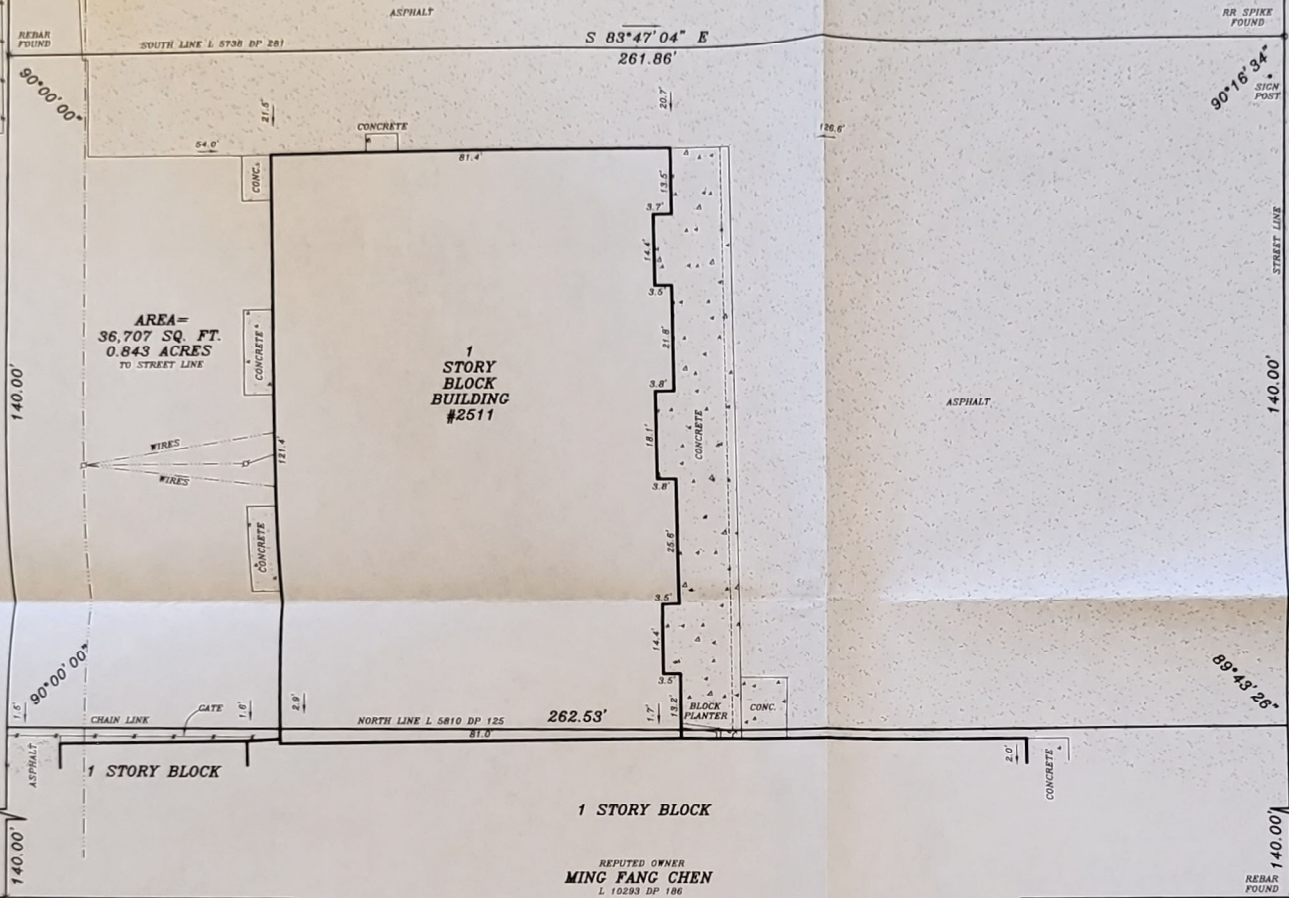 ASPHALT
RR SPIKE
FOUND
REBAR
FOUND
S 83°47'04" E
SOUTH LINE L 5738 DP 281
261.86'
90°00'00"
90°16'34"
SIGN
POST
21.5'
20.7'
CONCRETE
126.6'
54.0'
81.4'
CONC.
13.5'
3.7'
14.4'
STREET LINE
3.5'
AREA=
36,707 SQ. FT.
0.843 ACRES
TO STREET LINE
CONCRETE
21.8'
1
STORY
BLOCK
BUILDING
#2511
140.00'
3.8'
140.00'
ASPHALT
WIRES
121.4'
18.1'
CONCRETE
WIRES
3.8'
CONCRETE
25.6'
3.5'
14.4'
90°00'00"
89°43'26"
3.5'
1.5'
CHAIN LINK
GATE
1.6'
2.9'
NORTH LINE L 5810 DP 125
262.53'
1.7'
13.2'
BLOCK
PLANTER
CONC.
81.0'
ASPHALT
1 STORY BLOCK
2.0'
CONCRETE
1 STORY BLOCK
140.00'
140.00'
REPUTED OWNER
MING FANG CHEN
L 10293 DP 186
REBAR
FOUND